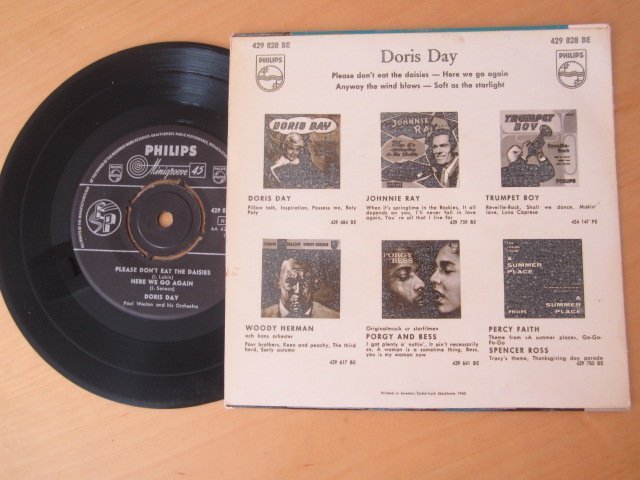 PHILIPS
Minigroove 45
429 8
PLEASE DON'T EAT THE DAISIES
HERE WE GO AGAIN
DORIS DAY
Paul Weston and his Orchestra
429 828 BE
429 828 BE
PHILIPS
PHILIPS
Doris Day
Please don't eat the daisies — Here we go again
Anyway the wind blows — Soft as the starlight
DORIS DAY
JOHNNIE RAY
TRUMPET BOY
PHILIPS
DORIS DAY
Pillow talk, Inspiration, Possess me, Roly Poly
429 684 BE
JOHNNIE RAY
When it's springtime in the Rockies, It all
depends on you, I'll never fall in love
again, You're all that I live for
429 759 BE
TRUMPET BOY
Reveille-Rock, Shall we dance, Makin'
love, Luna Caprese
424 147 PE
PORGY
BESS
A SUMMER
PLACE
A
SUMMER
PLACE
WOODY HERMAN
och hans orkester
Four brothers, Keen and peachy, The third
herd, Early autumn
429 617 BE
Originalmusik ur storfilmen
PORGY AND BESS
I got plenty o' nuttin', It ain't necessarily
so, A woman is a sometime thing, Bess,
you is my woman now
429 641 BE
PERCY FAITH
Theme from «A summer place», Go-Go-
Po-Go
SPENCER ROSS
Tracy's theme, Thanksgiving day parade
429 765 BE
Printed in Sweden/Stockholm 1960